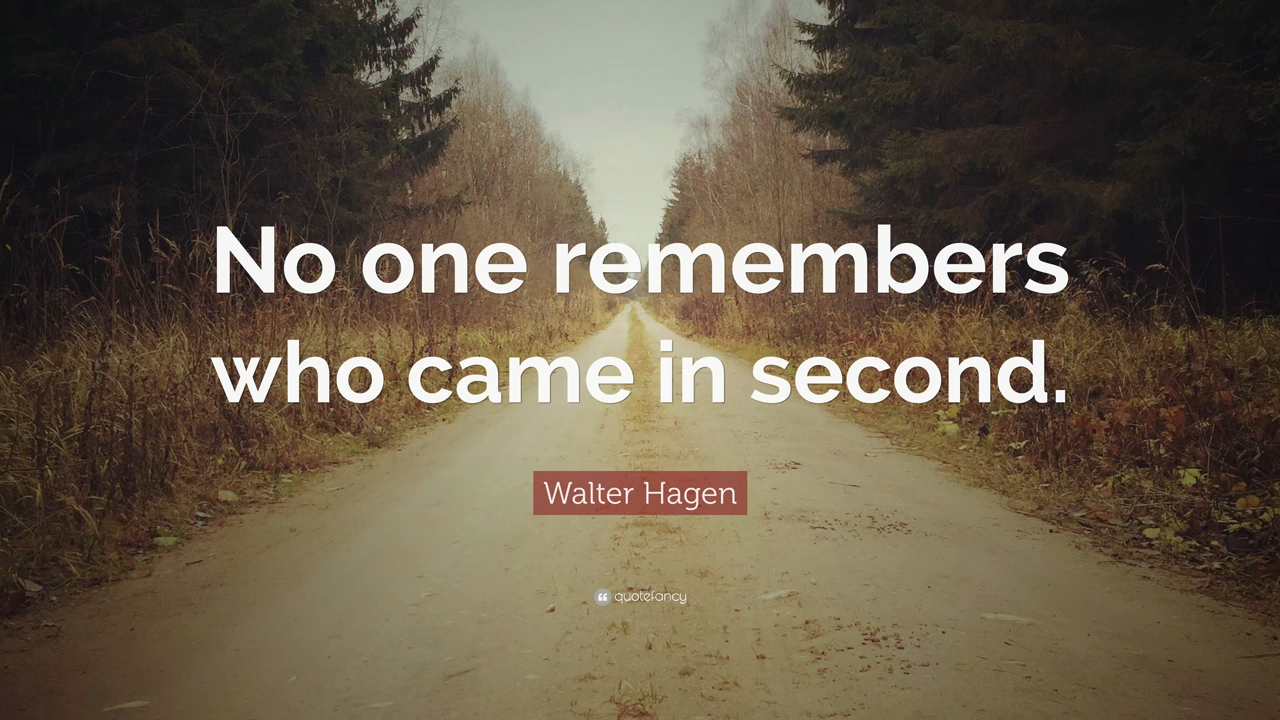 No one remembers
who came in second.
Walter Hagen
quotefancy